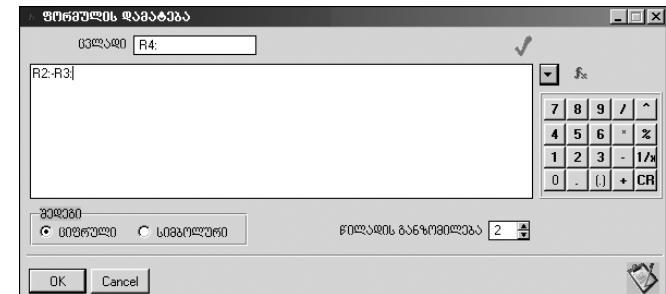 ფორმულის დამატება
ცვლადი R4:
R2:-R3:
fx
7 8 9 / ^
4 5 6 * %
1 2 3 - 1/x
0 . (.) + CR
შედეგი
ციფრული სიმბოლური წილადის განზომილება 2
OK Cancel